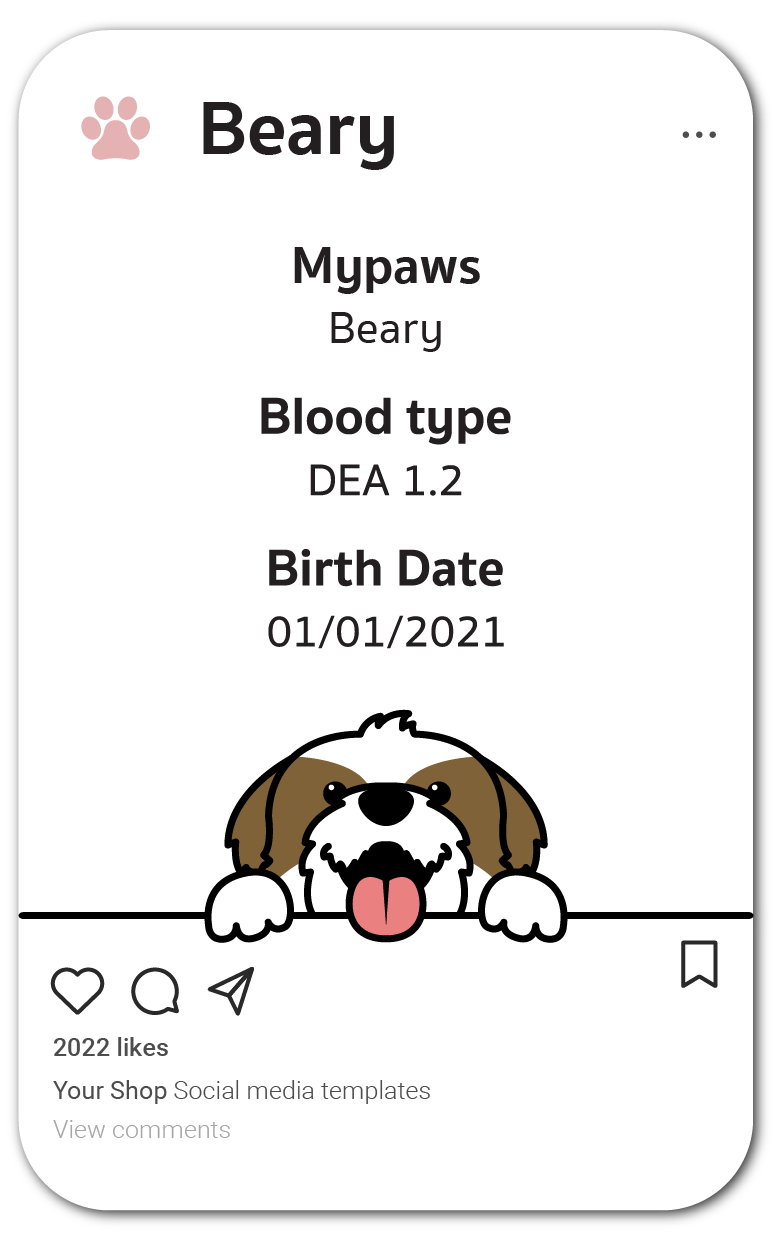 Beary
Mypaws
Beary
Blood type
DEA 1.2
Birth Date
01/01/2021
2022 likes
Your Shop Social media templates
View comments